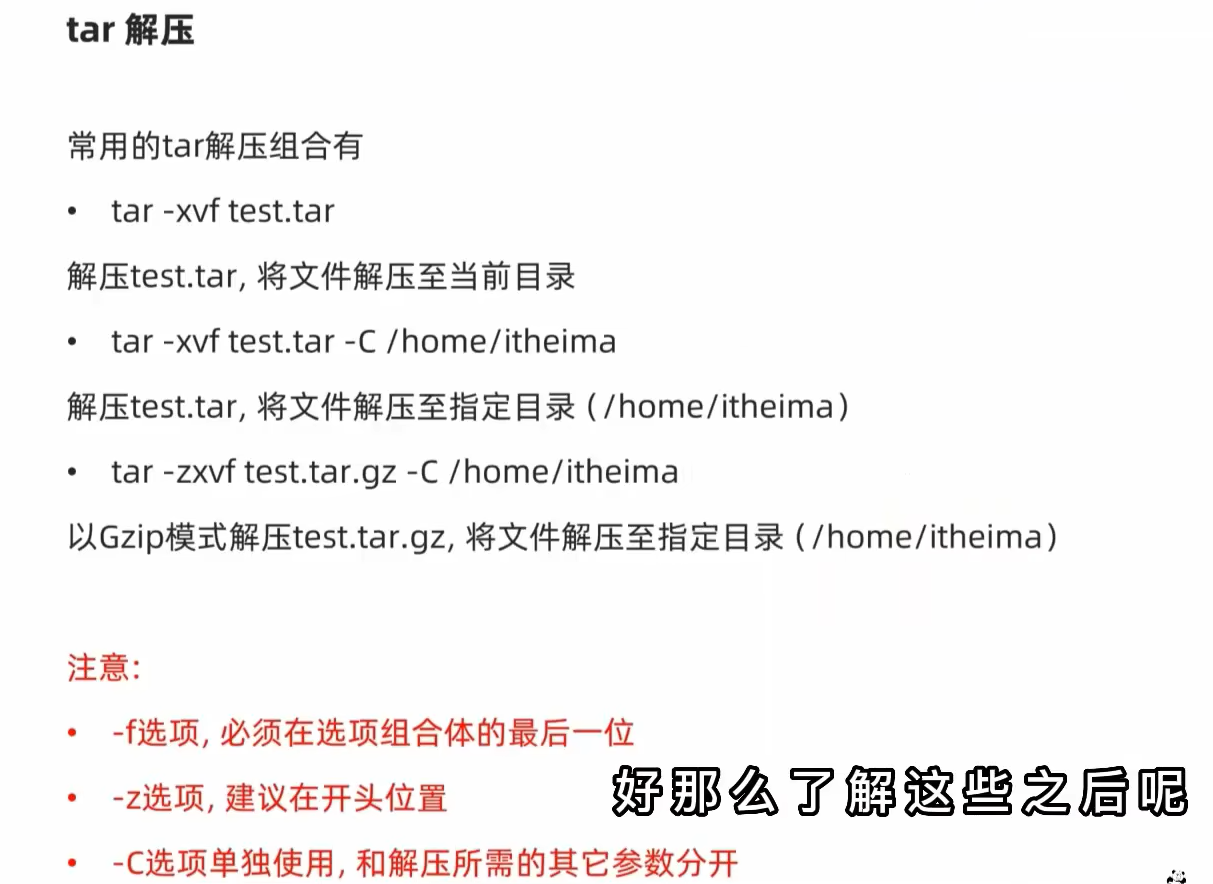 tar 解压
常用的tar解压组合有
• tar -xvf test.tar
解压test.tar, 将文件解压至当前目录
• tar -xvf test.tar -C /home/itheima
解压test.tar, 将文件解压至指定目录（/home/itheima）
• tar -zxvf test.tar.gz -C /home/itheima
以Gzip模式解压test.tar.gz, 将文件解压至指定目录（/home/itheima）
注意:
• -f选项, 必须在选项组合体的最后一位
• -z选项, 建议在开头位置
好那么了解这些之后呢
• -C选项单独使用, 和解压所需的其它参数分开